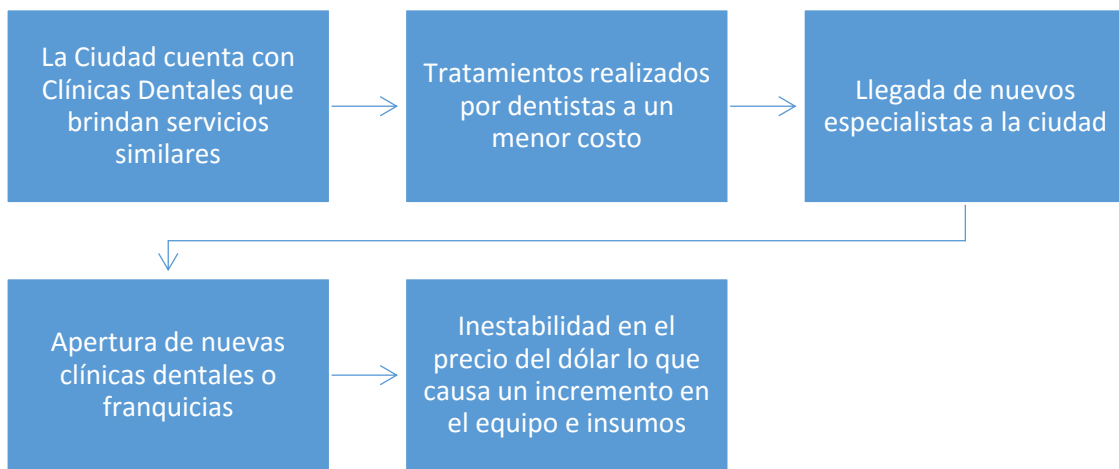 La Ciudad cuenta con
Clínicas Dentales que
brindan servicios
similares
Tratamientos realizados
por dentistas a un
menor costo
Llegada de nuevos
especialistas a la ciudad
Apertura de nuevas
clínicas dentales o
franquicias
Inestabilidad en el
precio del dólar lo que
causa un incremento en
el equipo e insumos